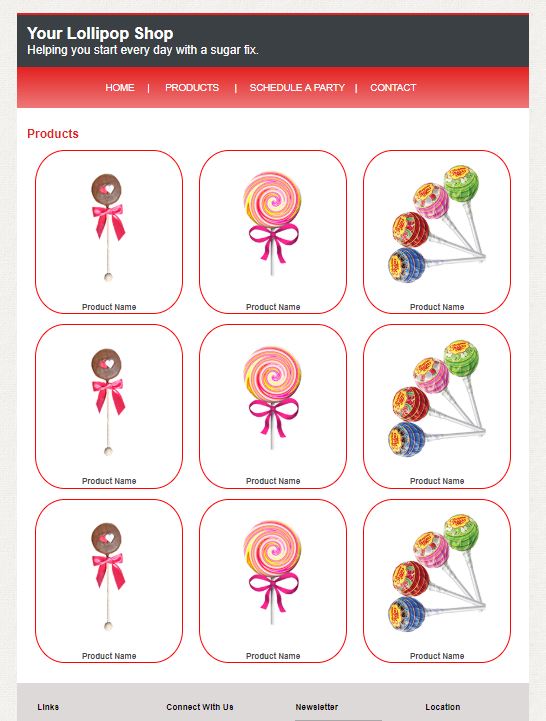 Your Lollipop Shop
Helping you start every day with a sugar fix.
HOME | PRODUCTS | SCHEDULE A PARTY | CONTACT
Products
Product Name Product Name Product Name
Product Name Product Name Product Name
Product Name Product Name Product Name
Links Connect With Us Newsletter Location